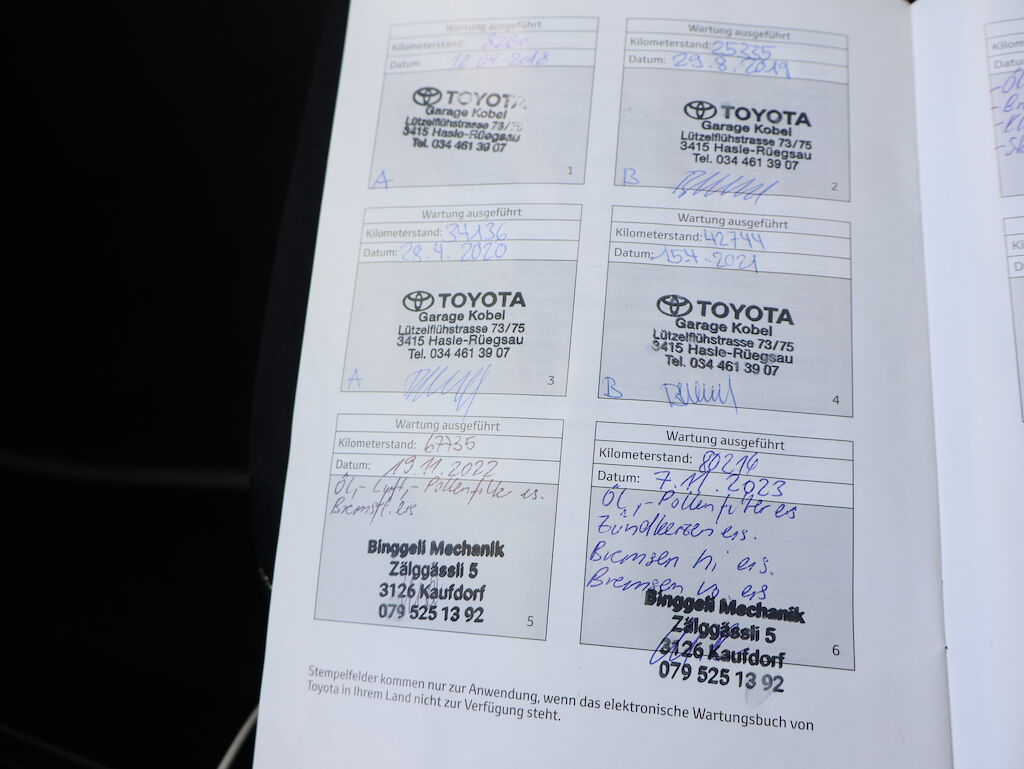 Wartung ausgeführt
Kilometerstand: 8260
Datum: 12.04.2018
TOYOTA
Garage Kobel
Lützelflühstrasse 73/75
3415 Hasle-Rüegsau
Tel. 034 461 39 07
A
1
Wartung ausgeführt
Kilometerstand: 25235
Datum: 29.8.2019
TOYOTA
Garage Kobel
Lützelflühstrasse 73/75
3415 Hasle-Rüegsau
Tel. 034 461 39 07
B
2
Wartung ausgeführt
Kilometerstand: 34136
Datum: 28.4.2020
TOYOTA
Garage Kobel
Lützelflühstrasse 73/75
3415 Hasle-Rüegsau
Tel. 034 461 39 07
A
3
Wartung ausgeführt
Kilometerstand: 42744
Datum: 15.4.2021
TOYOTA
Garage Kobel
Lützelflühstrasse 73/75
3415 Hasle-Rüegsau
Tel. 034 461 39 07
B
4
Wartung ausgeführt
Kilometerstand: 67735
Datum: 19.11.2022
Öl,- Luft,- Pollenfilter ers.
Bremsfl. ers
Binggeli Mechanik
Zälggässli 5
3126 Kaufdorf
079 525 13 92
5
Wartung ausgeführt
Kilometerstand: 80216
Datum: 7.11.2023
Öl,,- Pollenfilter ers
Zündkerzen ers.
Bremsen hi ers.
Bremsen vo. ers
Binggeli Mechanik
Zälggässli 5
3126 Kaufdorf
079 525 13 92
6
Stempelfelder kommen nur zur Anwendung, wenn das elektronische Wartungsbuch von
Toyota in Ihrem Land nicht zur Verfügung steht.